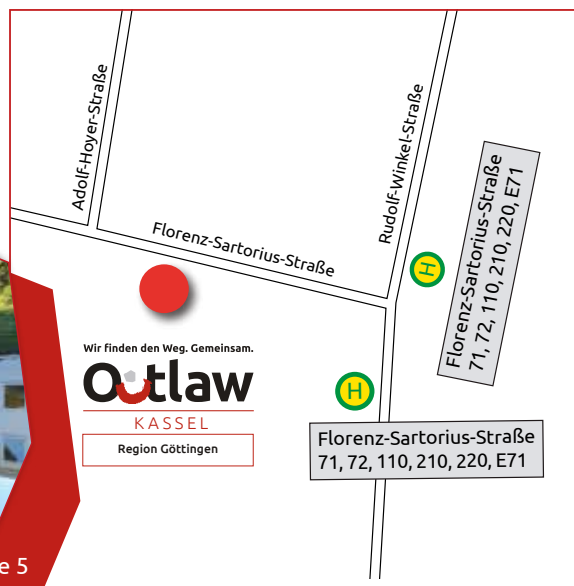 Adolf-Hoyer-Straße
Rudolf-Winkel-Straße
Florenz-Sartorius-Straße
H
Florenz-Sartorius-Straße
71, 72, 110, 210, 220, E71
Wir finden den Weg. Gemeinsam.
Outlaw
KASSEL
Region Göttingen
H
Florenz-Sartorius-Straße
71, 72, 110, 210, 220, E71
e 5